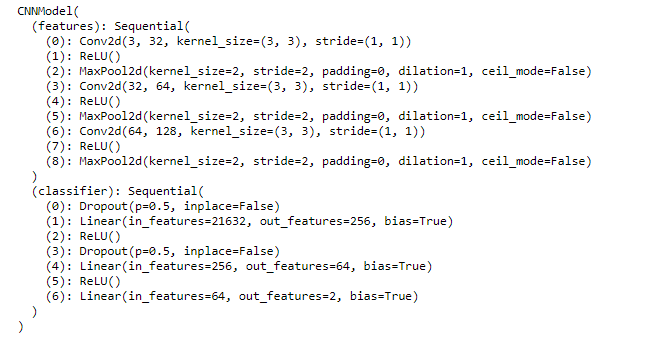 CNNModel(
  (features): Sequential(
    (0): Conv2d(3, 32, kernel_size=(3, 3), stride=(1, 1))
    (1): ReLU()
    (2): MaxPool2d(kernel_size=2, stride=2, padding=0, dilation=1, ceil_mode=False)
    (3): Conv2d(32, 64, kernel_size=(3, 3), stride=(1, 1))
    (4): ReLU()
    (5): MaxPool2d(kernel_size=2, stride=2, padding=0, dilation=1, ceil_mode=False)
    (6): Conv2d(64, 128, kernel_size=(3, 3), stride=(1, 1))
    (7): ReLU()
    (8): MaxPool2d(kernel_size=2, stride=2, padding=0, dilation=1, ceil_mode=False)
  )
  (classifier): Sequential(
    (0): Dropout(p=0.5, inplace=False)
    (1): Linear(in_features=21632, out_features=256, bias=True)
    (2): ReLU()
    (3): Dropout(p=0.5, inplace=False)
    (4): Linear(in_features=256, out_features=64, bias=True)
    (5): ReLU()
    (6): Linear(in_features=64, out_features=2, bias=True)
  )
)